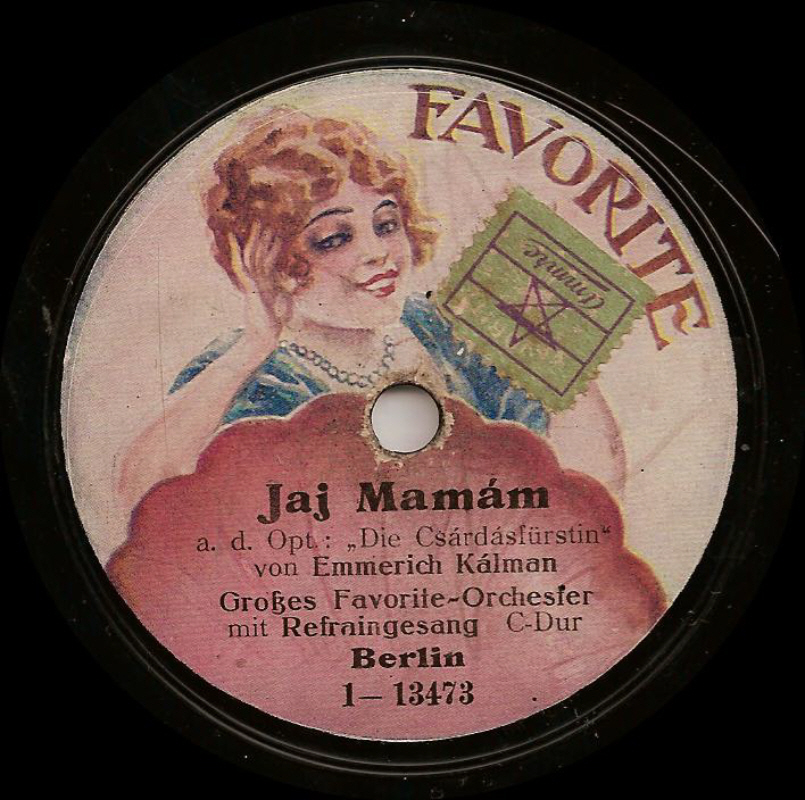 FAVORITE
Jaj Mamám
a. d. Opt.: „Die Csárdásfürstin“
von Emmerich Kálman
Großes Favorite-Orchester
mit Refraingesang C-Dur
Berlin
1—13473